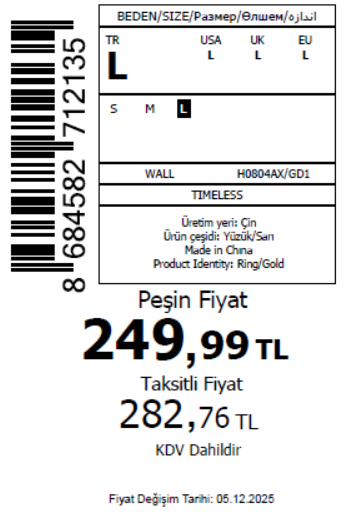 BEDEN/SIZE/Размер/Өлшем/اندازه
TR USA UK EU
L L L L
S M L
WALL H0804AX/GD1
TIMELESS
Üretim yeri: Çin
Ürün çeşidi: Yüzük/Sarı
Made in China
Product Identity: Ring/Gold
8 684582 712135
Peşin Fiyat
249,99 TL
Taksitli Fiyat
282,76 TL
KDV Dahildir
Fiyat Değişim Tarihi: 05.12.2025